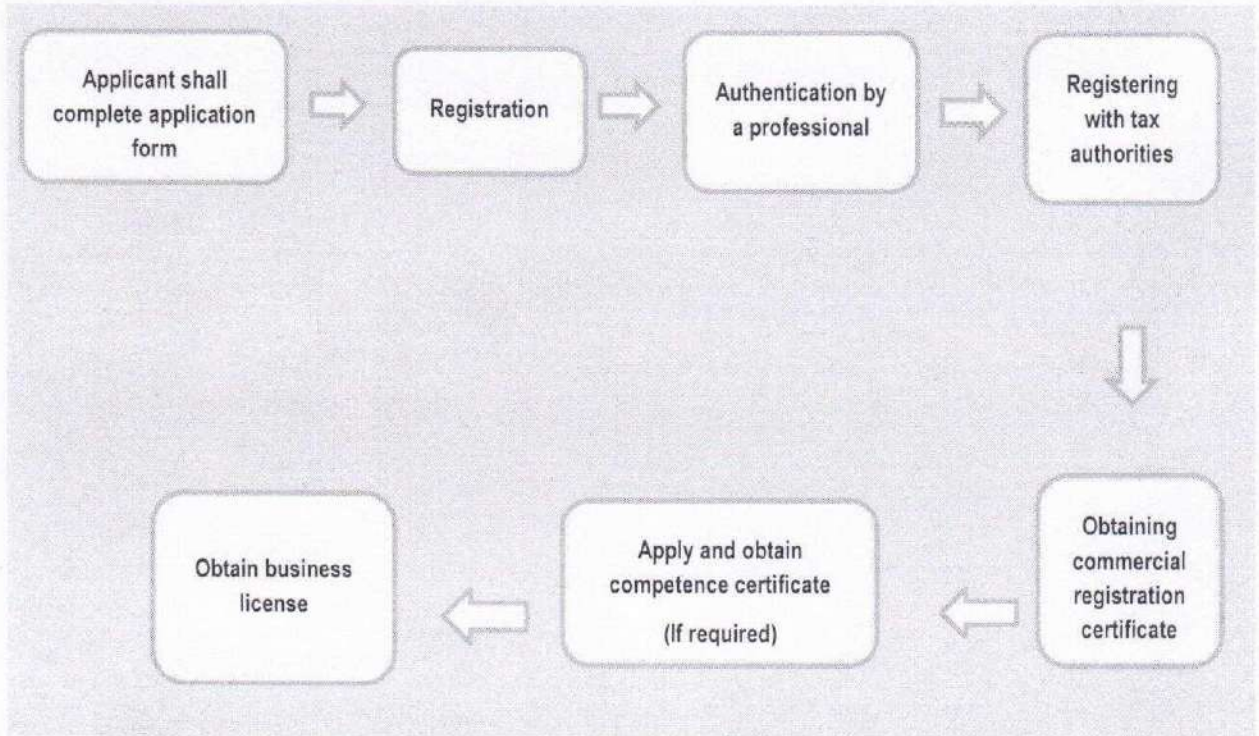 Applicant shall
complete application
form
Registration
Authentication by
a professional
Registering
with tax
authorities
Obtaining
commercial
registration
certificate
Apply and obtain
competence certificate
(If required)
Obtain business
license